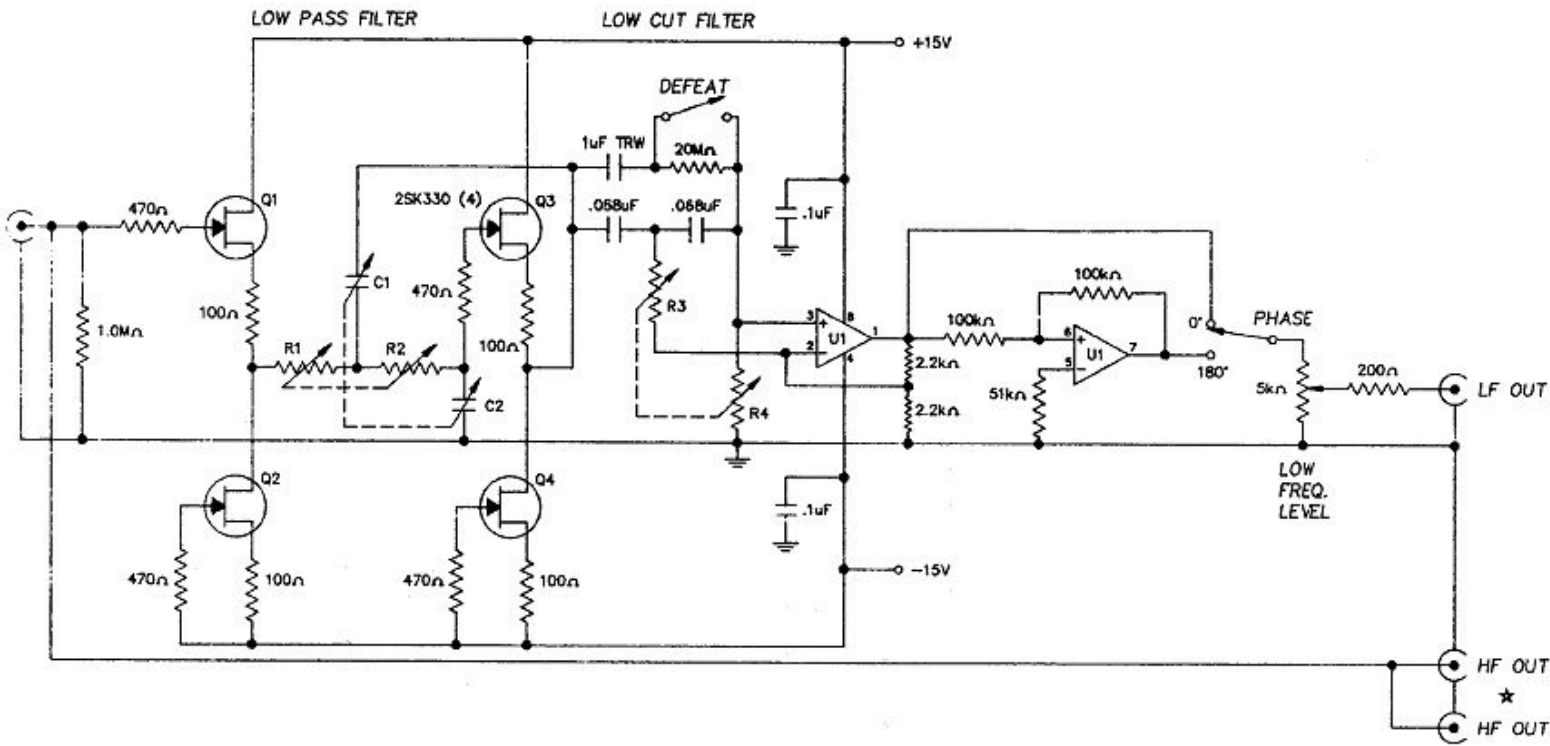 LOW PASS FILTER
LOW CUT FILTER
+15V
DEFEAT
1uF TRW
20MΩ
Q1
2SK330 (4)
Q3
470Ω
.068uF
.068uF
.1uF
C1
470Ω
R3
100kΩ
1.0MΩ
100Ω
100Ω
100kΩ
0°
PHASE
R1
R2
3
+
8
U1
1
2
−
4
2.2kΩ
6
+
U1
7
5
−
180°
200Ω
LF OUT
C2
R4
2.2kΩ
51kΩ
5kΩ
Q2
Q4
.1uF
LOW
FREQ.
LEVEL
470Ω
100Ω
470Ω
100Ω
−15V
HF OUT
☆
HF OUT